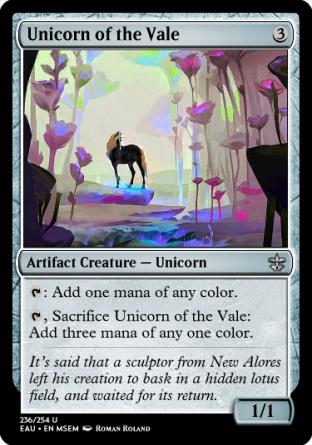 Unicorn of the Vale 3
Artifact Creature — Unicorn
: Add one mana of any color.
, Sacrifice Unicorn of the Vale:
Add three mana of any one color.
It's said that a sculptor from New Alores
left his creation to bask in a hidden lotus
field, and waited for its return.
1/1
236/254 U
EAU • EN MSEM ROMAN ROLAND